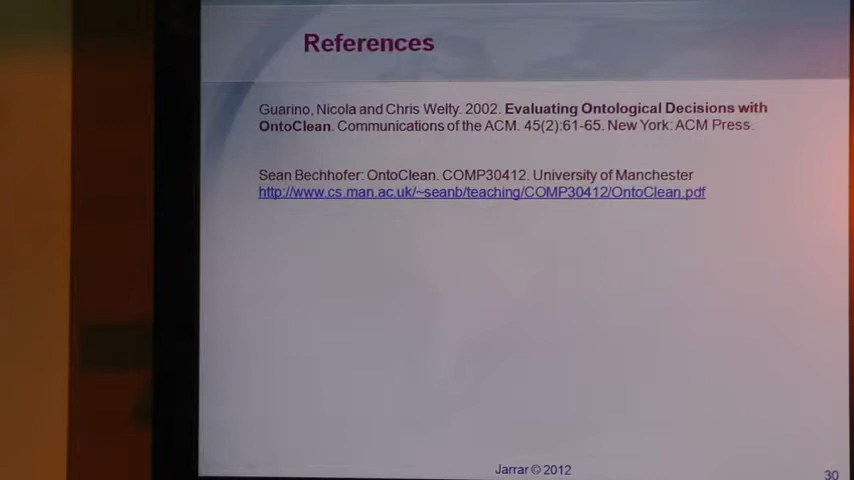 References
Guarino, Nicola and Chris Welty. 2002. Evaluating Ontological Decisions with
OntoClean. Communications of the ACM. 45(2):61-65. New York: ACM Press.
Sean Bechhofer: OntoClean. COMP30412. University of Manchester
http://www.cs.man.ac.uk/~seanb/teaching/COMP30412/OntoClean.pdf
Jarrar © 2012
30